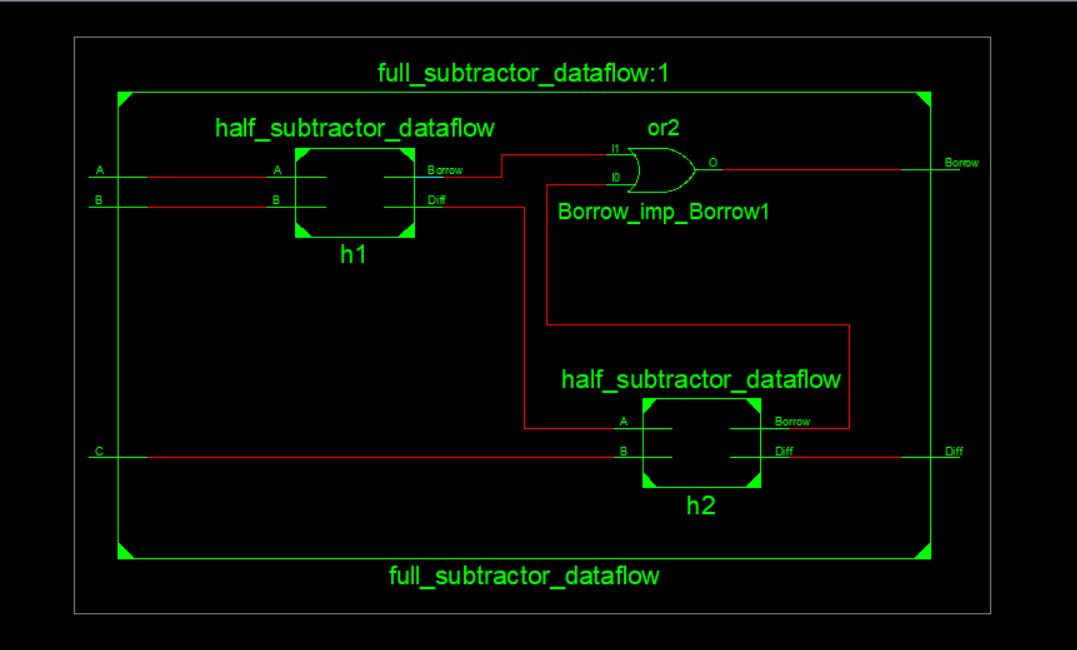 full_subtractor_dataflow:1
half_subtractor_dataflow
or2
A
A
Borrow
I1
O
Borrow
B
B
Diff
I0
Borrow_imp_Borrow1
h1
half_subtractor_dataflow
A
Borrow
C
B
Diff
Diff
h2
full_subtractor_dataflow